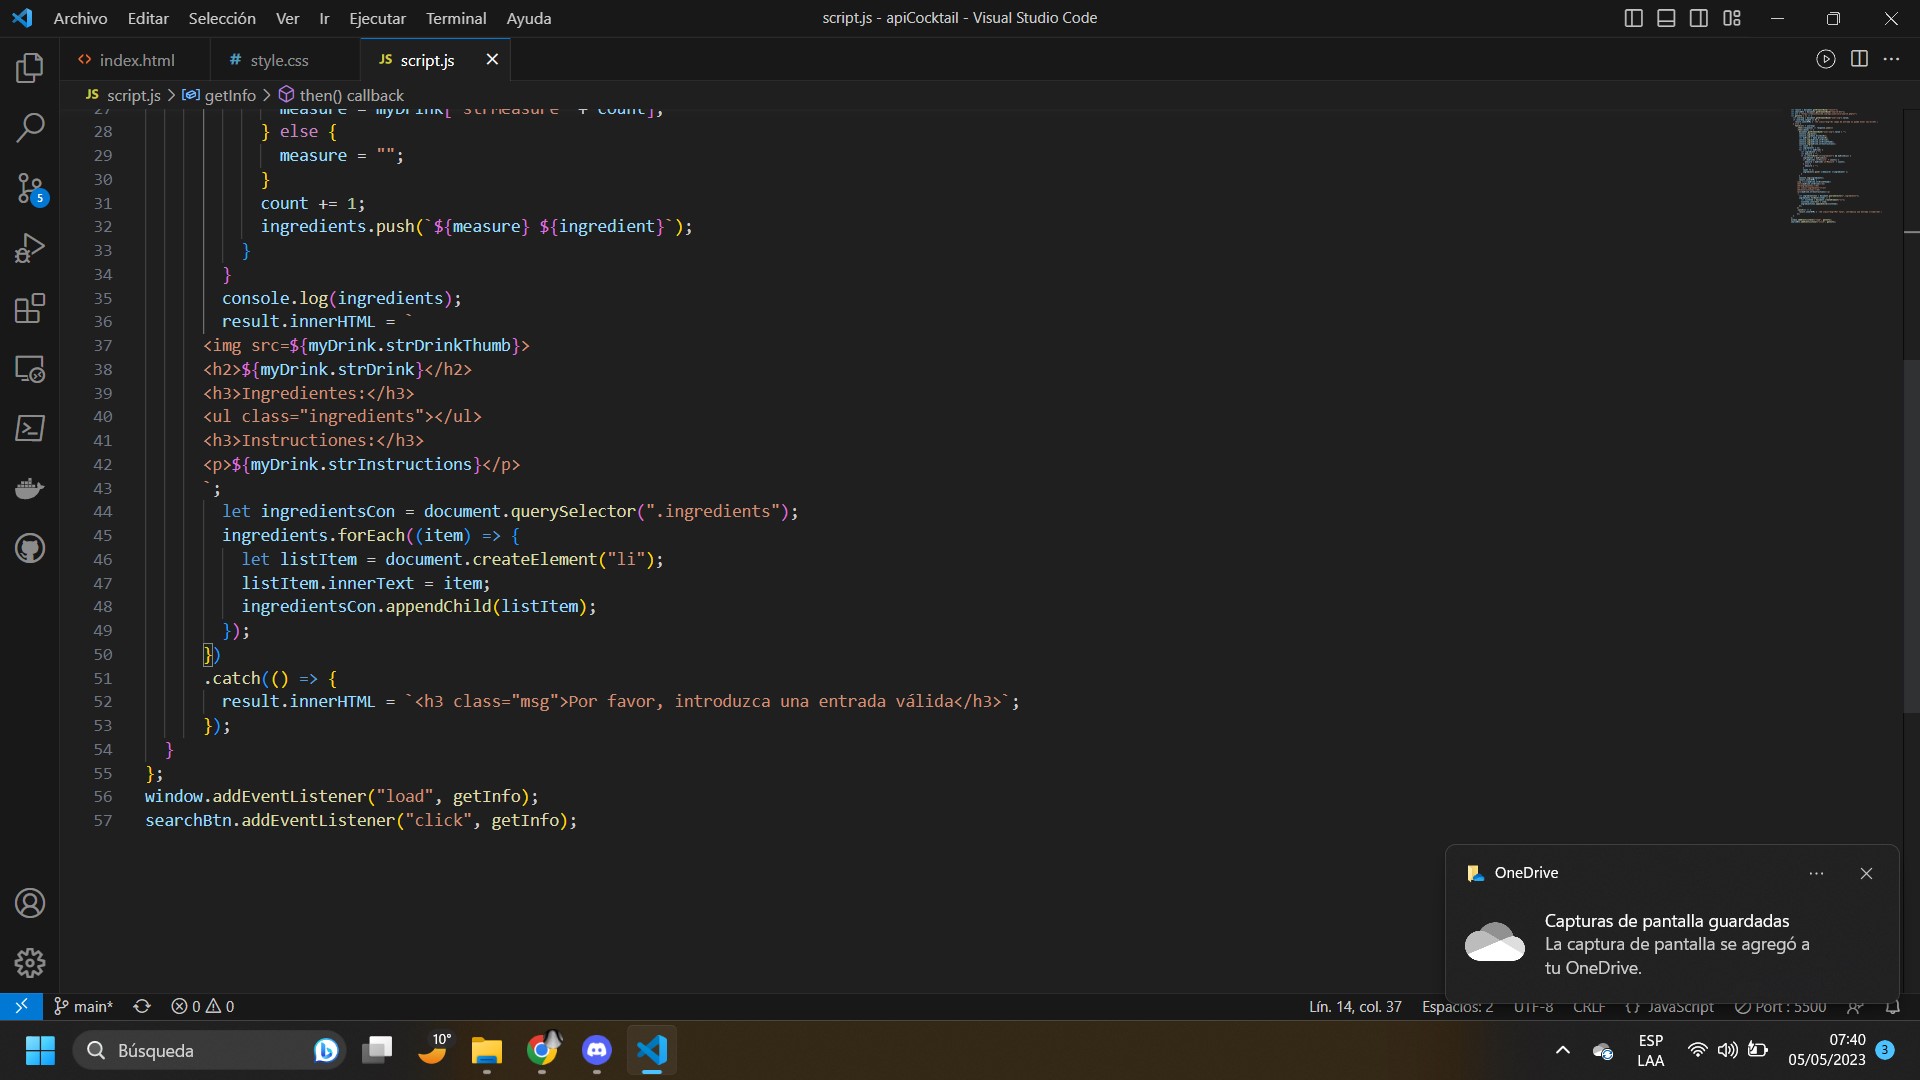 Archivo Editar Selección Ver Ir Ejecutar Terminal Ayuda
script.js - apiCocktail - Visual Studio Code
index.html
# style.css
JS script.js
JS script.js > getInfo > then() callback
27 measure = myDrink["strMeasure" + count];
28 } else {
29 measure = "";
30 }
31 count += 1;
32 ingredients.push(`${measure} ${ingredient}`);
33 }
34 }
35 console.log(ingredients);
36 result.innerHTML = `
37 <img src=${myDrink.strDrinkThumb}>
38 <h2>${myDrink.strDrink}</h2>
39 <h3>Ingredientes:</h3>
40 <ul class="ingredients"></ul>
41 <h3>Instructiones:</h3>
42 <p>${myDrink.strInstructions}</p>
43 `;
44 let ingredientsCon = document.querySelector(".ingredients");
45 ingredients.forEach((item) => {
46 let listItem = document.createElement("li");
47 listItem.innerText = item;
48 ingredientsCon.appendChild(listItem);
49 });
50 })
51 .catch(() => {
52 result.innerHTML = `<h3 class="msg">Por favor, introduzca una entrada válida</h3>`;
53 });
54 }
55 };
56 window.addEventListener("load", getInfo);
57 searchBtn.addEventListener("click", getInfo);
5
OneDrive
Capturas de pantalla guardadas
La captura de pantalla se agregó a
tu OneDrive.
main* 0 0
Lín. 14, col. 37 Espacios: 2 UTF-8 CRLF {} JavaScript Port : 5500
Búsqueda
10°
ESP
LAA
07:40
05/05/2023
3